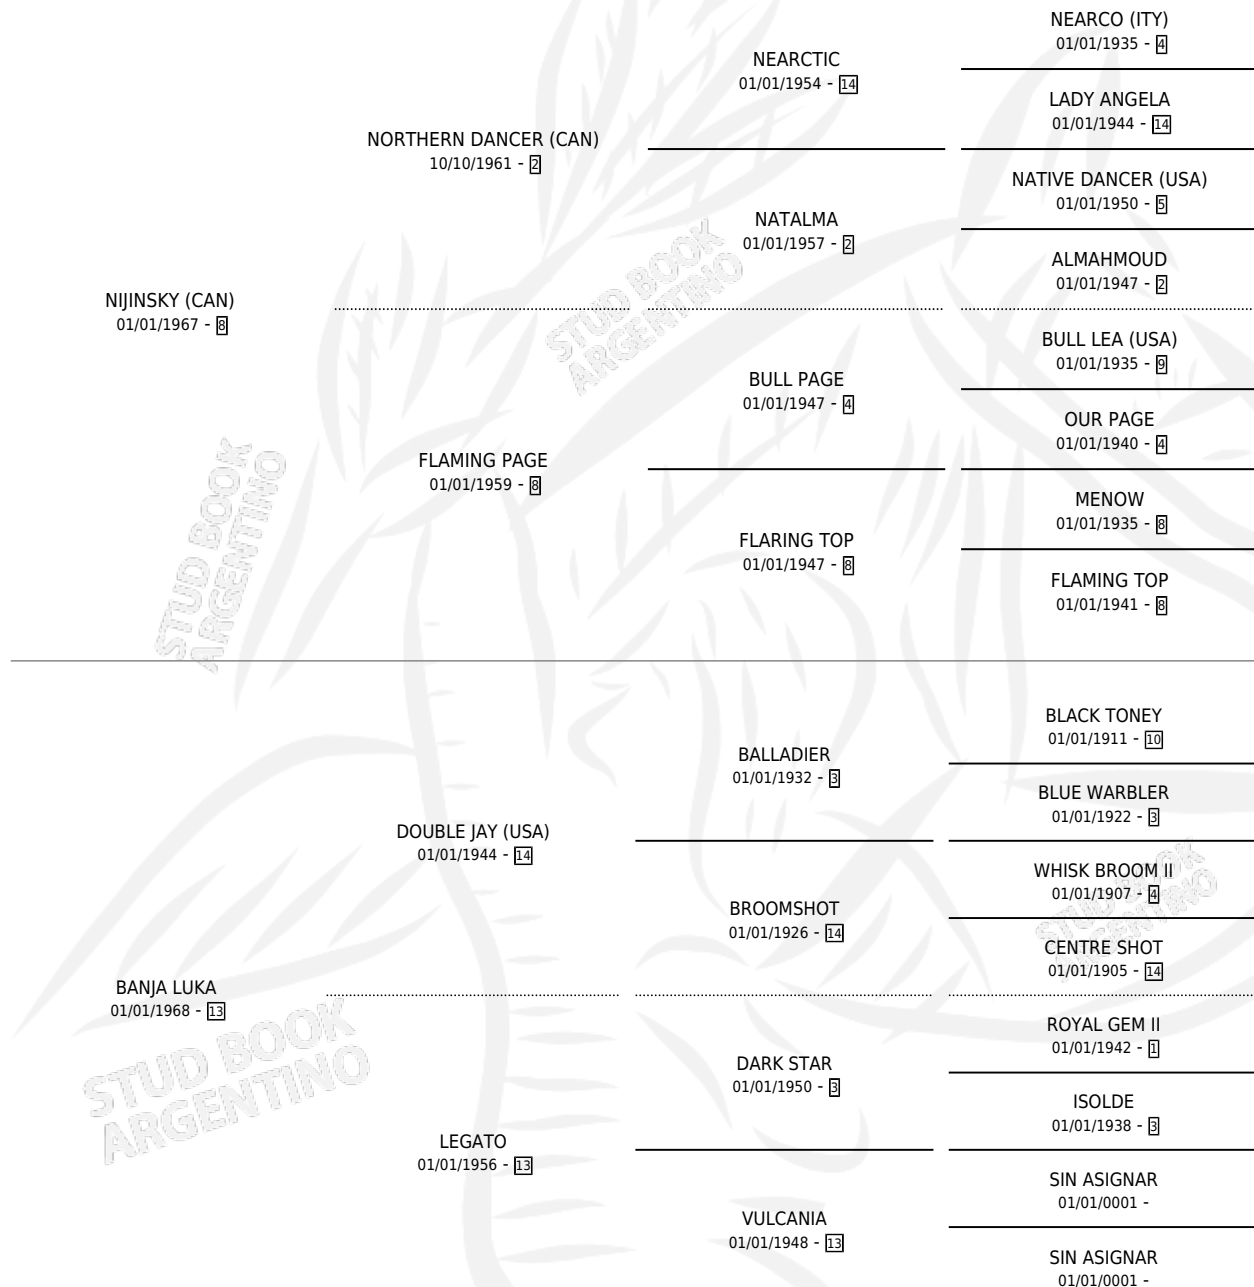 NIJINSKY (CAN)
01/01/1967 - 8
NORTHERN DANCER (CAN)
10/10/1961 - 2
NEARCTIC
01/01/1954 - 14
NEARCO (ITY)
01/01/1935 - 4
LADY ANGELA
01/01/1944 - 14
NATALMA
01/01/1957 - 2
NATIVE DANCER (USA)
01/01/1950 - 5
ALMAHMOUD
01/01/1947 - 2
FLAMING PAGE
01/01/1959 - 8
BULL PAGE
01/01/1947 - 4
BULL LEA (USA)
01/01/1935 - 9
OUR PAGE
01/01/1940 - 4
FLARING TOP
01/01/1947 - 8
MENOW
01/01/1935 - 8
FLAMING TOP
01/01/1941 - 8
BANJA LUKA
01/01/1968 - 13
DOUBLE JAY (USA)
01/01/1944 - 14
BALLADIER
01/01/1932 - 3
BLACK TONEY
01/01/1911 - 10
BLUE WARBLER
01/01/1922 - 3
BROOMSHOT
01/01/1926 - 14
WHISK BROOM II
01/01/1907 - 4
CENTRE SHOT
01/01/1905 - 14
LEGATO
01/01/1956 - 13
DARK STAR
01/01/1950 - 3
ROYAL GEM II
01/01/1942 - 1
ISOLDE
01/01/1938 - 3
VULCANIA
01/01/1948 - 13
SIN ASIGNAR
01/01/0001 -
SIN ASIGNAR
01/01/0001 -
STUD BOOK
ARGENTINO
STUD BOOK
ARGENTINO
STUD BOOK
ARGENTINO
STUD BOOK
ARGENTINO